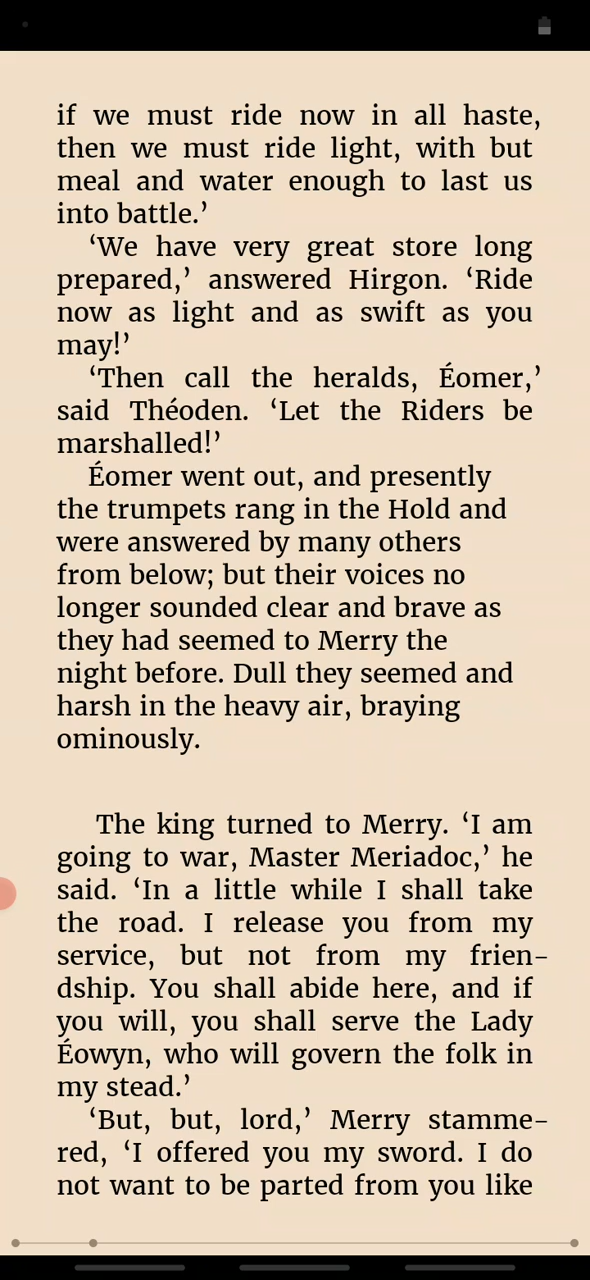 if we must ride now in all haste,
then we must ride light, with but
meal and water enough to last us
into battle.’
‘We have very great store long
prepared,’ answered Hirgon. ‘Ride
now as light and as swift as you
may!’
‘Then call the heralds, Éomer,’
said Théoden. ‘Let the Riders be
marshalled!’
Éomer went out, and presently
the trumpets rang in the Hold and
were answered by many others
from below; but their voices no
longer sounded clear and brave as
they had seemed to Merry the
night before. Dull they seemed and
harsh in the heavy air, braying
ominously.
The king turned to Merry. ‘I am
going to war, Master Meriadoc,’ he
said. ‘In a little while I shall take
the road. I release you from my
service, but not from my frien-
dship. You shall abide here, and if
you will, you shall serve the Lady
Éowyn, who will govern the folk in
my stead.’
‘But, but, lord,’ Merry stamme-
red, ‘I offered you my sword. I do
not want to be parted from you like